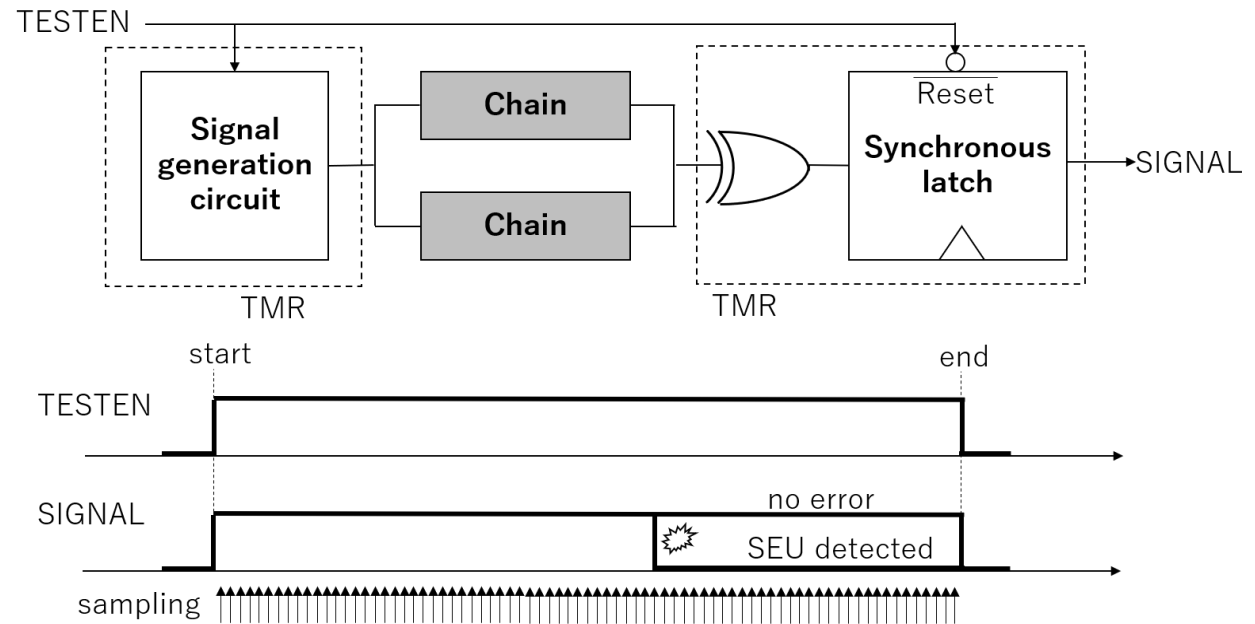 TESTEN
Signal
generation
circuit
TMR
Chain
Chain
Reset
Synchronous
latch
SIGNAL
TMR
start
end
TESTEN
SIGNAL
no error
SEU detected
sampling